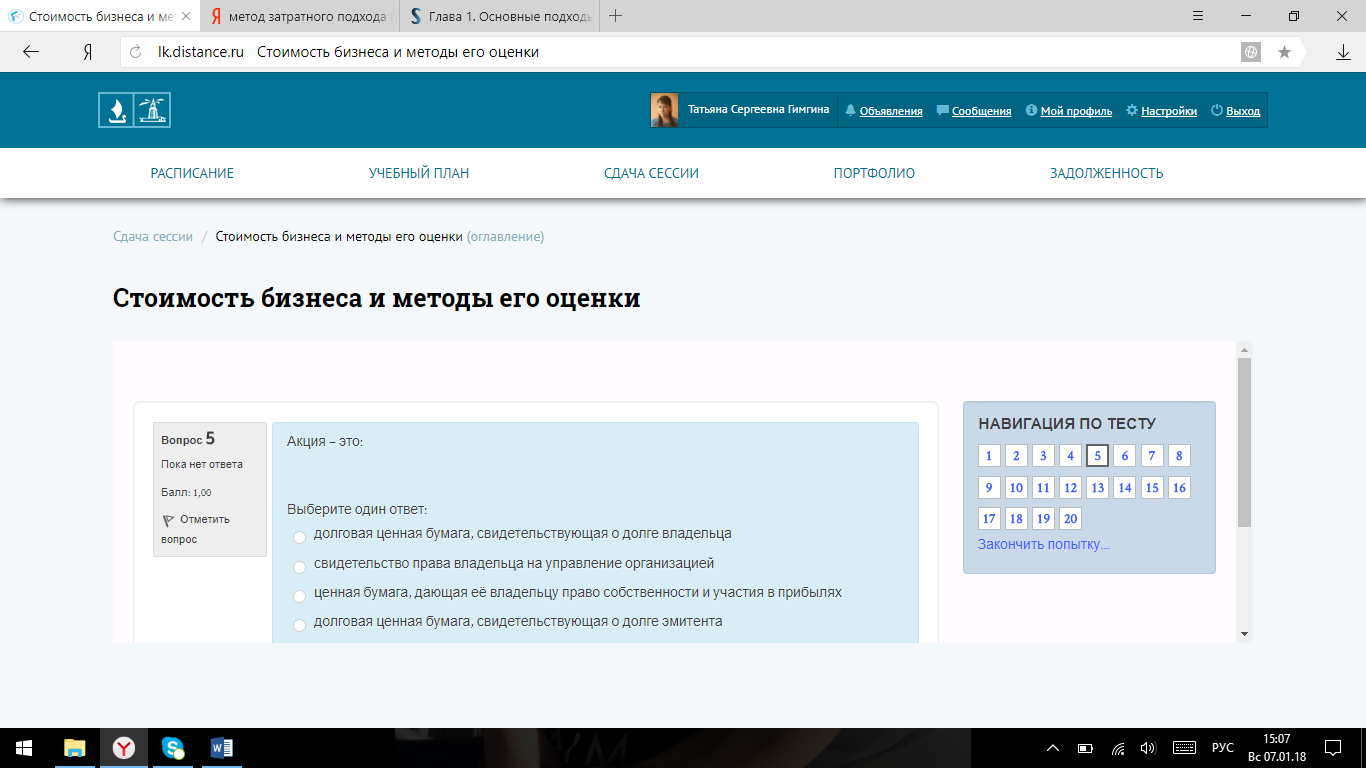 Стоимость бизнеса и ме
метод затратного подхода
Глава 1. Основные подходы
lk.distance.ru Стоимость бизнеса и методы его оценки
Татьяна Сергеевна Гимгина
Объявления
Сообщения
Мой профиль
Настройки
Выход
РАСПИСАНИЕ
УЧЕБНЫЙ ПЛАН
СДАЧА СЕССИИ
ПОРТФОЛИО
ЗАДОЛЖЕННОСТЬ
Сдача сессии / Стоимость бизнеса и методы его оценки (оглавление)
Стоимость бизнеса и методы его оценки
Вопрос 5
Пока нет ответа
Балл: 1,00
Отметить
вопрос
Акция – это:
Выберите один ответ:
долговая ценная бумага, свидетельствующая о долге владельца
свидетельство права владельца на управление организацией
ценная бумага, дающая её владельцу право собственности и участия в прибылях
долговая ценная бумага, свидетельствующая о долге эмитента
НАВИГАЦИЯ ПО ТЕСТУ
1 2 3 4 5 6 7 8
9 10 11 12 13 14 15 16
17 18 19 20
Закончить попытку...
РУС
15:07
Вс 07.01.18